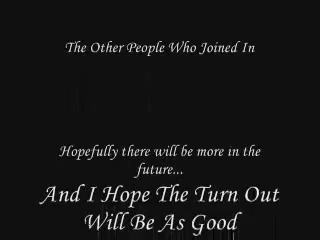 The Other People Who Joined In
Hopefully there will be more in the
future...
And I Hope The Turn Out
Will Be As Good